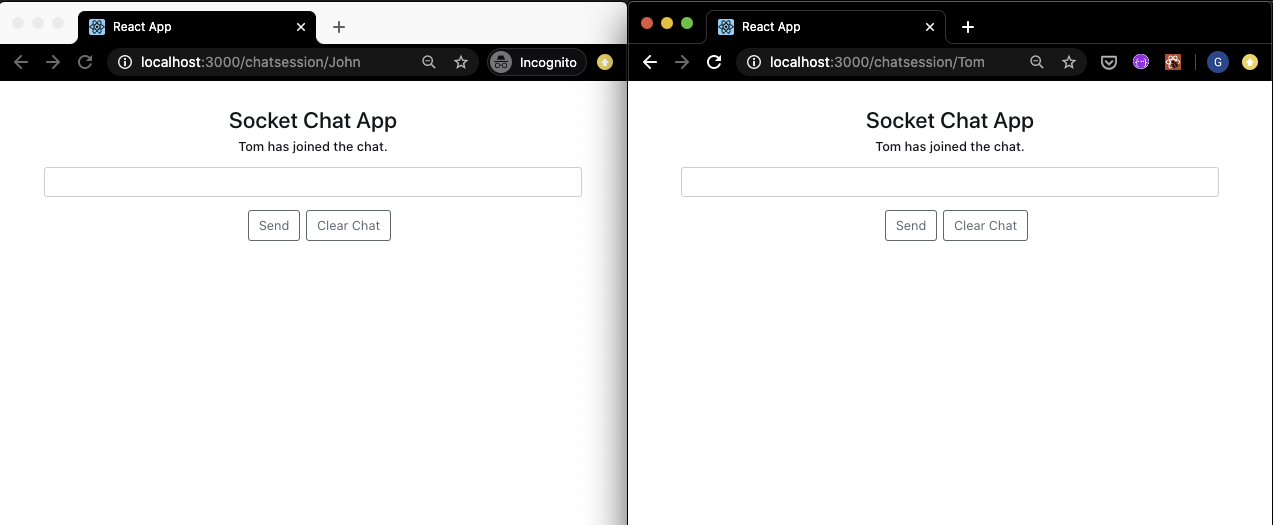 React App
localhost:3000/chatsession/John
Incognito
Socket Chat App
Tom has joined the chat.
Send
Clear Chat
React App
localhost:3000/chatsession/Tom
G
Socket Chat App
Tom has joined the chat.
Send
Clear Chat